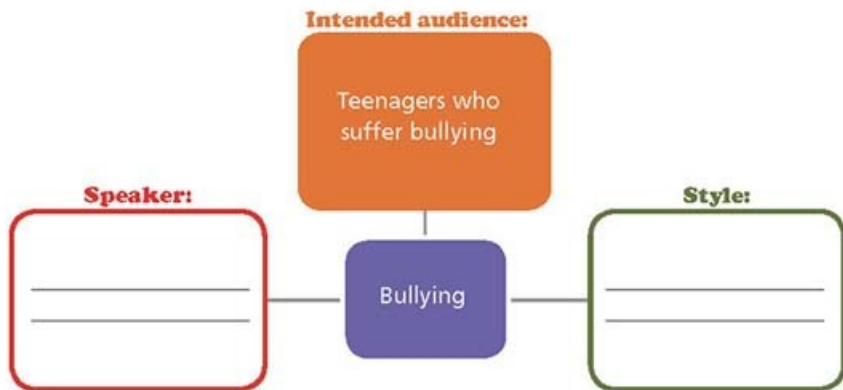 Intended audience:
Teenagers who
suffer bullying
Speaker:
Style:
Bullying